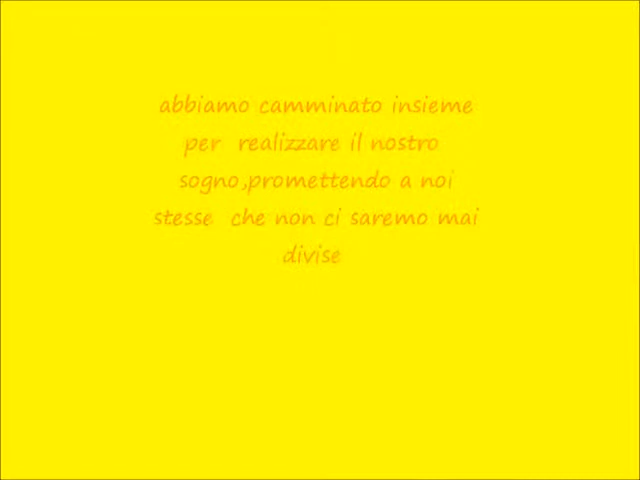 abbiamo camminato insieme
per  realizzare il nostro
sogno,promettendo a noi
stesse  che non ci saremo mai
divise